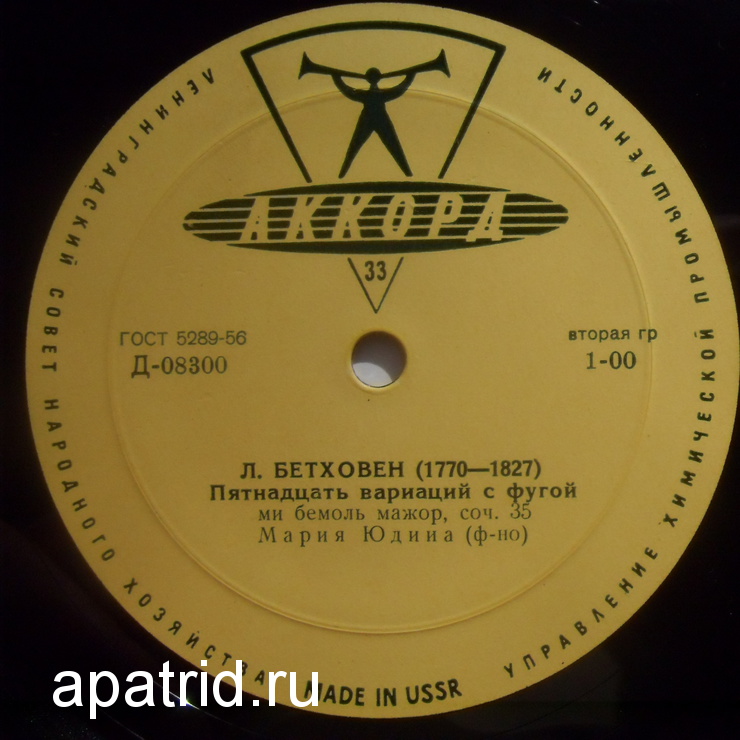 ЛЕНИНГРАДСКИЙ СОВЕТ НАРОДНОГО ХОЗЯЙСТВА
УПРАВЛЕНИЕ ХИМИЧЕСКОЙ ПРОМЫШЛЕННОСТИ
АККОРД
33
ГОСТ 5289-56
Д-08300
вторая гр
1-00
Л. БЕТХОВЕН (1770—1827)
Пятнадцать вариаций с фугой
ми бемоль мажор, соч. 35
Мария Юдина (ф-но)
MADE IN USSR
apatrid.ru